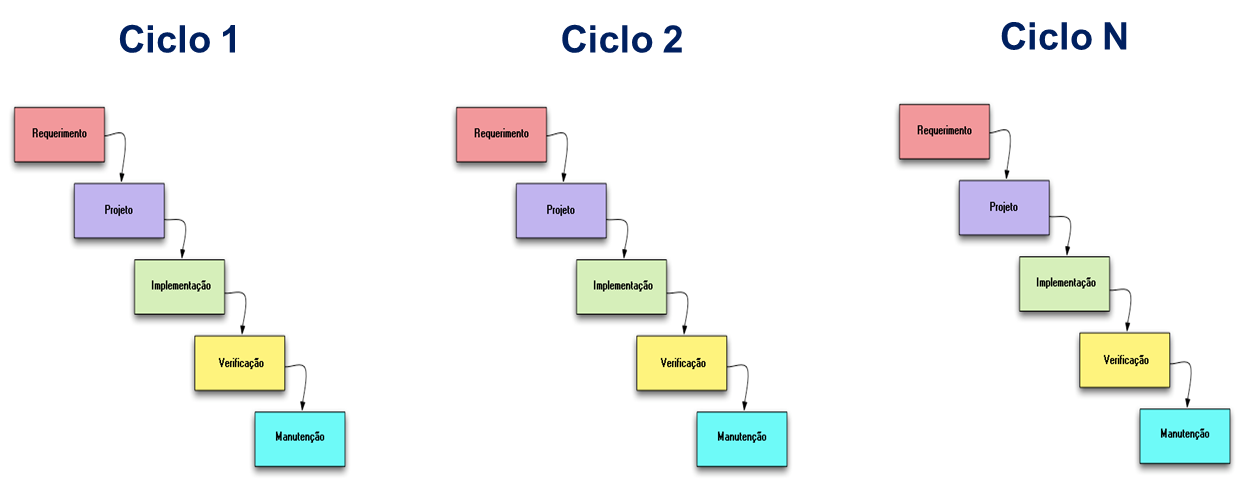 Ciclo 1
Requerimento
Projeto
Implementação
Verificação
Manutenção
Ciclo 2
Requerimento
Projeto
Implementação
Verificação
Manutenção
Ciclo N
Requerimento
Projeto
Implementação
Verificação
Manutenção